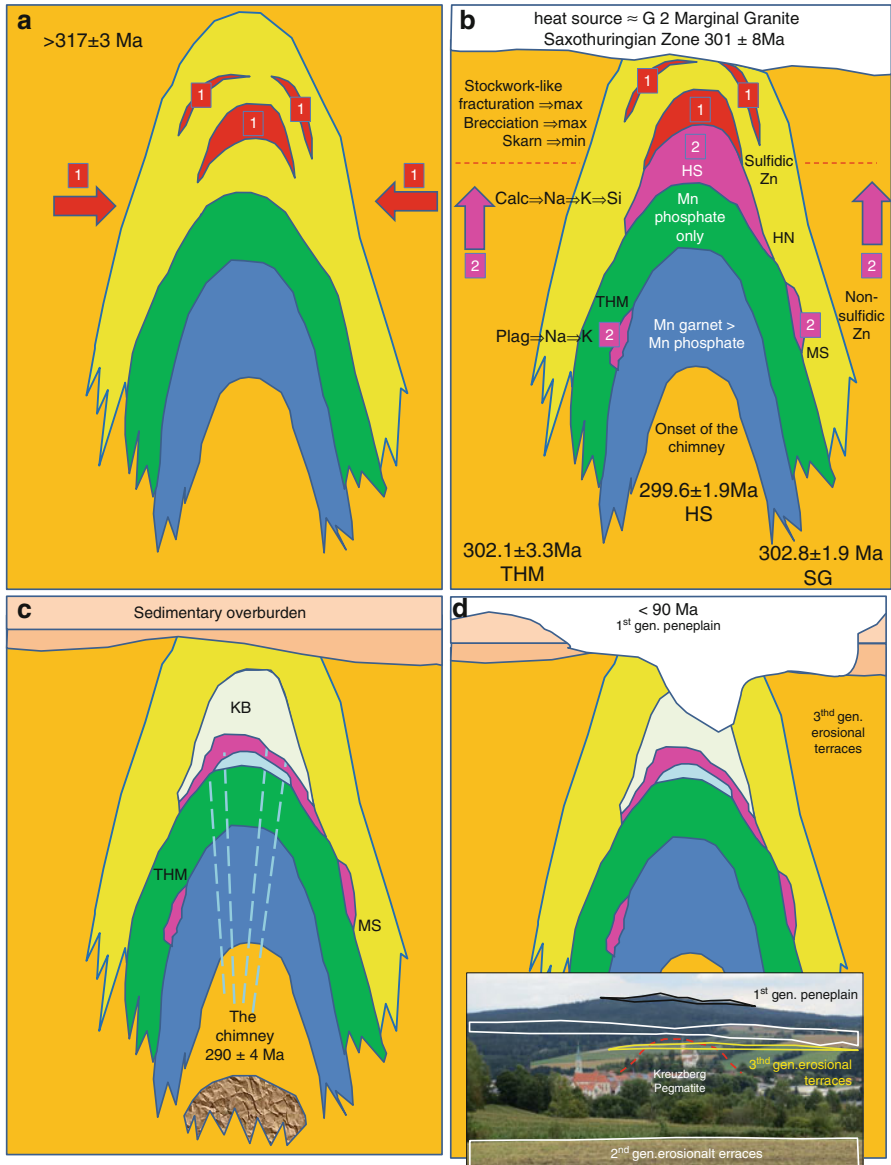 a
>317±3 Ma
1
1
1
1
1
b
heat source ≈ G 2 Marginal Granite
Saxothuringian Zone 301 ± 8Ma
Stockwork-like
fracturation ⇒max
Brecciation ⇒max
Skarn ⇒min
1
1
1
2
HS
Sulfidic
Zn
Calc⇒Na⇒K⇒Si
Mn
phosphate
only
HN
2
2
Non-
sulfidic
Zn
THM
Plag⇒Na⇒K
2
Mn garnet >
Mn phosphate
2
MS
Onset of the
chimney
299.6±1.9Ma
HS
302.1±3.3Ma
THM
302.8±1.9 Ma
SG
c
Sedimentary overburden
KB
THM
MS
The
chimney
290 ± 4 Ma
d
< 90 Ma
1st gen. peneplain
3thd gen.
erosional
terraces
1st gen. peneplain
Kreuzberg
Pegmatite
3thd gen.erosional
terraces
2nd gen.erosionalt erraces